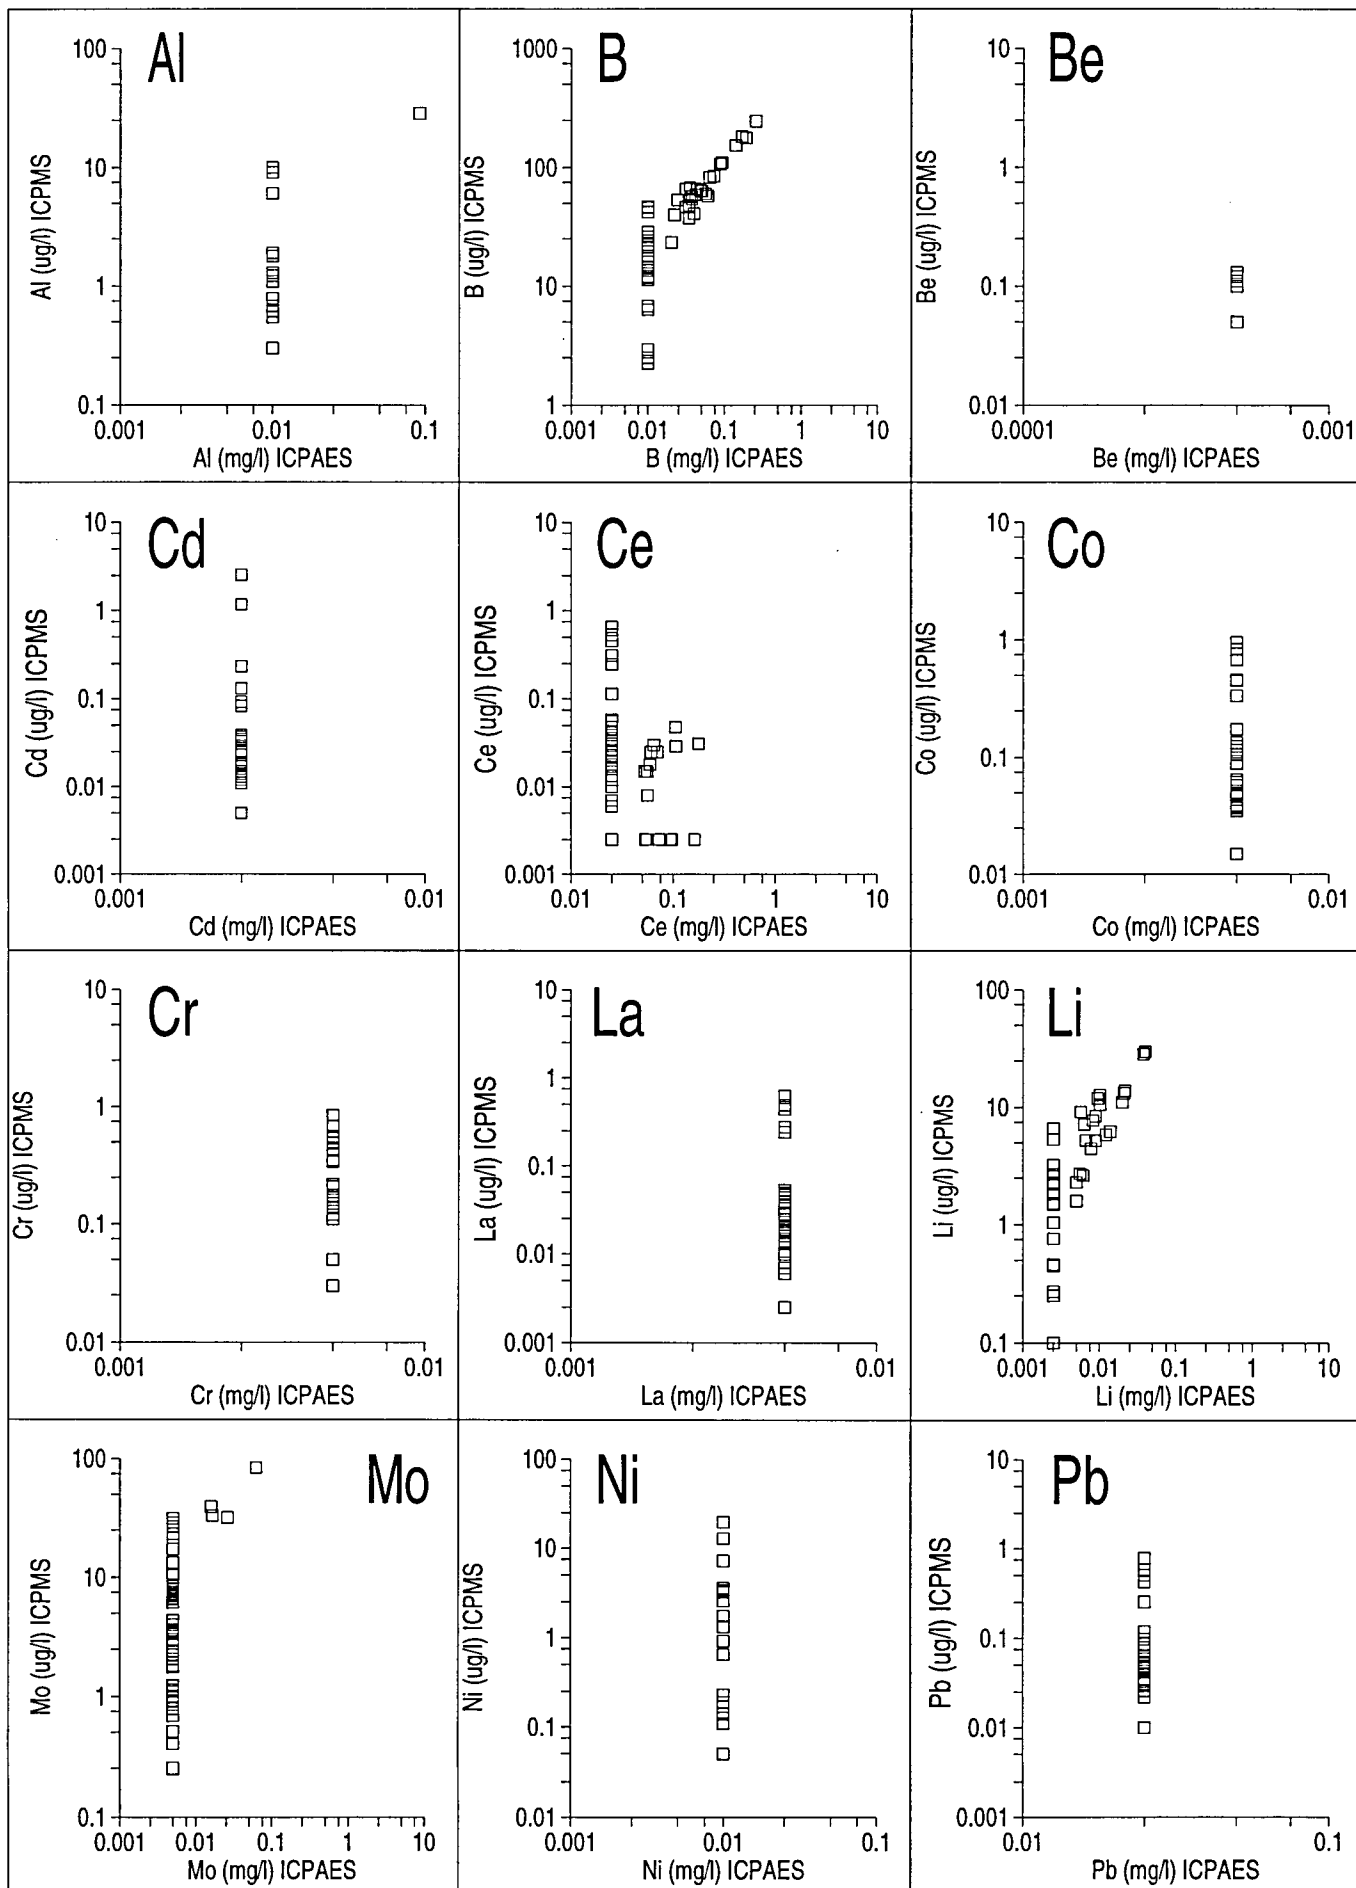 Al
100
10
1
0.1
0.001
0.01
0.1
Al (ug/l) ICPMS
Al (mg/l) ICPAES
B
1000
100
10
1
0.001
0.01
0.1
1
10
B (ug/l) ICPMS
B (mg/l) ICPAES
Be
10
1
0.1
0.01
0.0001
0.001
Be (ug/l) ICPMS
Be (mg/l) ICPAES
Cd
10
1
0.1
0.01
0.001
0.001
0.01
Cd (ug/l) ICPMS
Cd (mg/l) ICPAES
Ce
10
1
0.1
0.01
0.001
0.01
0.1
1
10
Ce (ug/l) ICPMS
Ce (mg/l) ICPAES
Co
10
1
0.1
0.01
0.001
0.01
Co (ug/l) ICPMS
Co (mg/l) ICPAES
Cr
10
1
0.1
0.01
0.001
0.01
Cr (ug/l) ICPMS
Cr (mg/l) ICPAES
La
10
1
0.1
0.01
0.001
0.001
0.01
La (ug/l) ICPMS
La (mg/l) ICPAES
Li
100
10
1
0.1
0.001
0.01
0.1
1
10
Li (ug/l) ICPMS
Li (mg/l) ICPAES
Mo
100
10
1
0.1
0.001
0.01
0.1
1
10
Mo (ug/l) ICPMS
Mo (mg/l) ICPAES
Ni
100
10
1
0.1
0.01
0.001
0.01
0.1
Ni (ug/l) ICPMS
Ni (mg/l) ICPAES
Pb
10
1
0.1
0.01
0.001
0.01
0.1
Pb (ug/l) ICPMS
Pb (mg/l) ICPAES